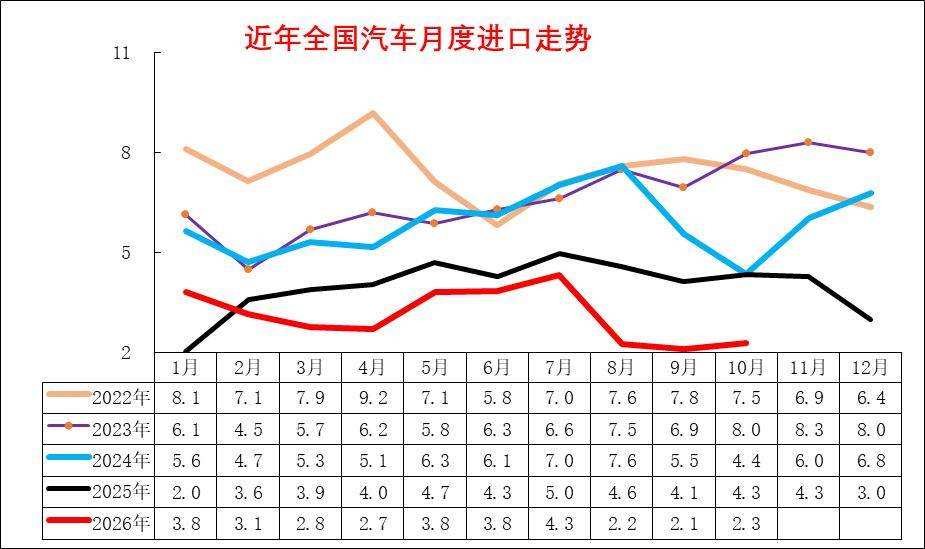 近年全国汽车月度进口走势
11
8
5
2
1月 2月 3月 4月 5月 6月 7月 8月 9月 10月 11月 12月
2022年 8.1 7.1 7.9 9.2 7.1 5.8 7.0 7.6 7.8 7.5 6.9 6.4
2023年 6.1 4.5 5.7 6.2 5.8 6.3 6.6 7.5 6.9 8.0 8.3 8.0
2024年 5.6 4.7 5.3 5.1 6.3 6.1 7.0 7.6 5.5 4.4 6.0 6.8
2025年 2.0 3.6 3.9 4.0 4.7 4.3 5.0 4.6 4.1 4.3 4.3 3.0
2026年 3.8 3.1 2.8 2.7 3.8 3.8 4.3 2.2 2.1 2.3